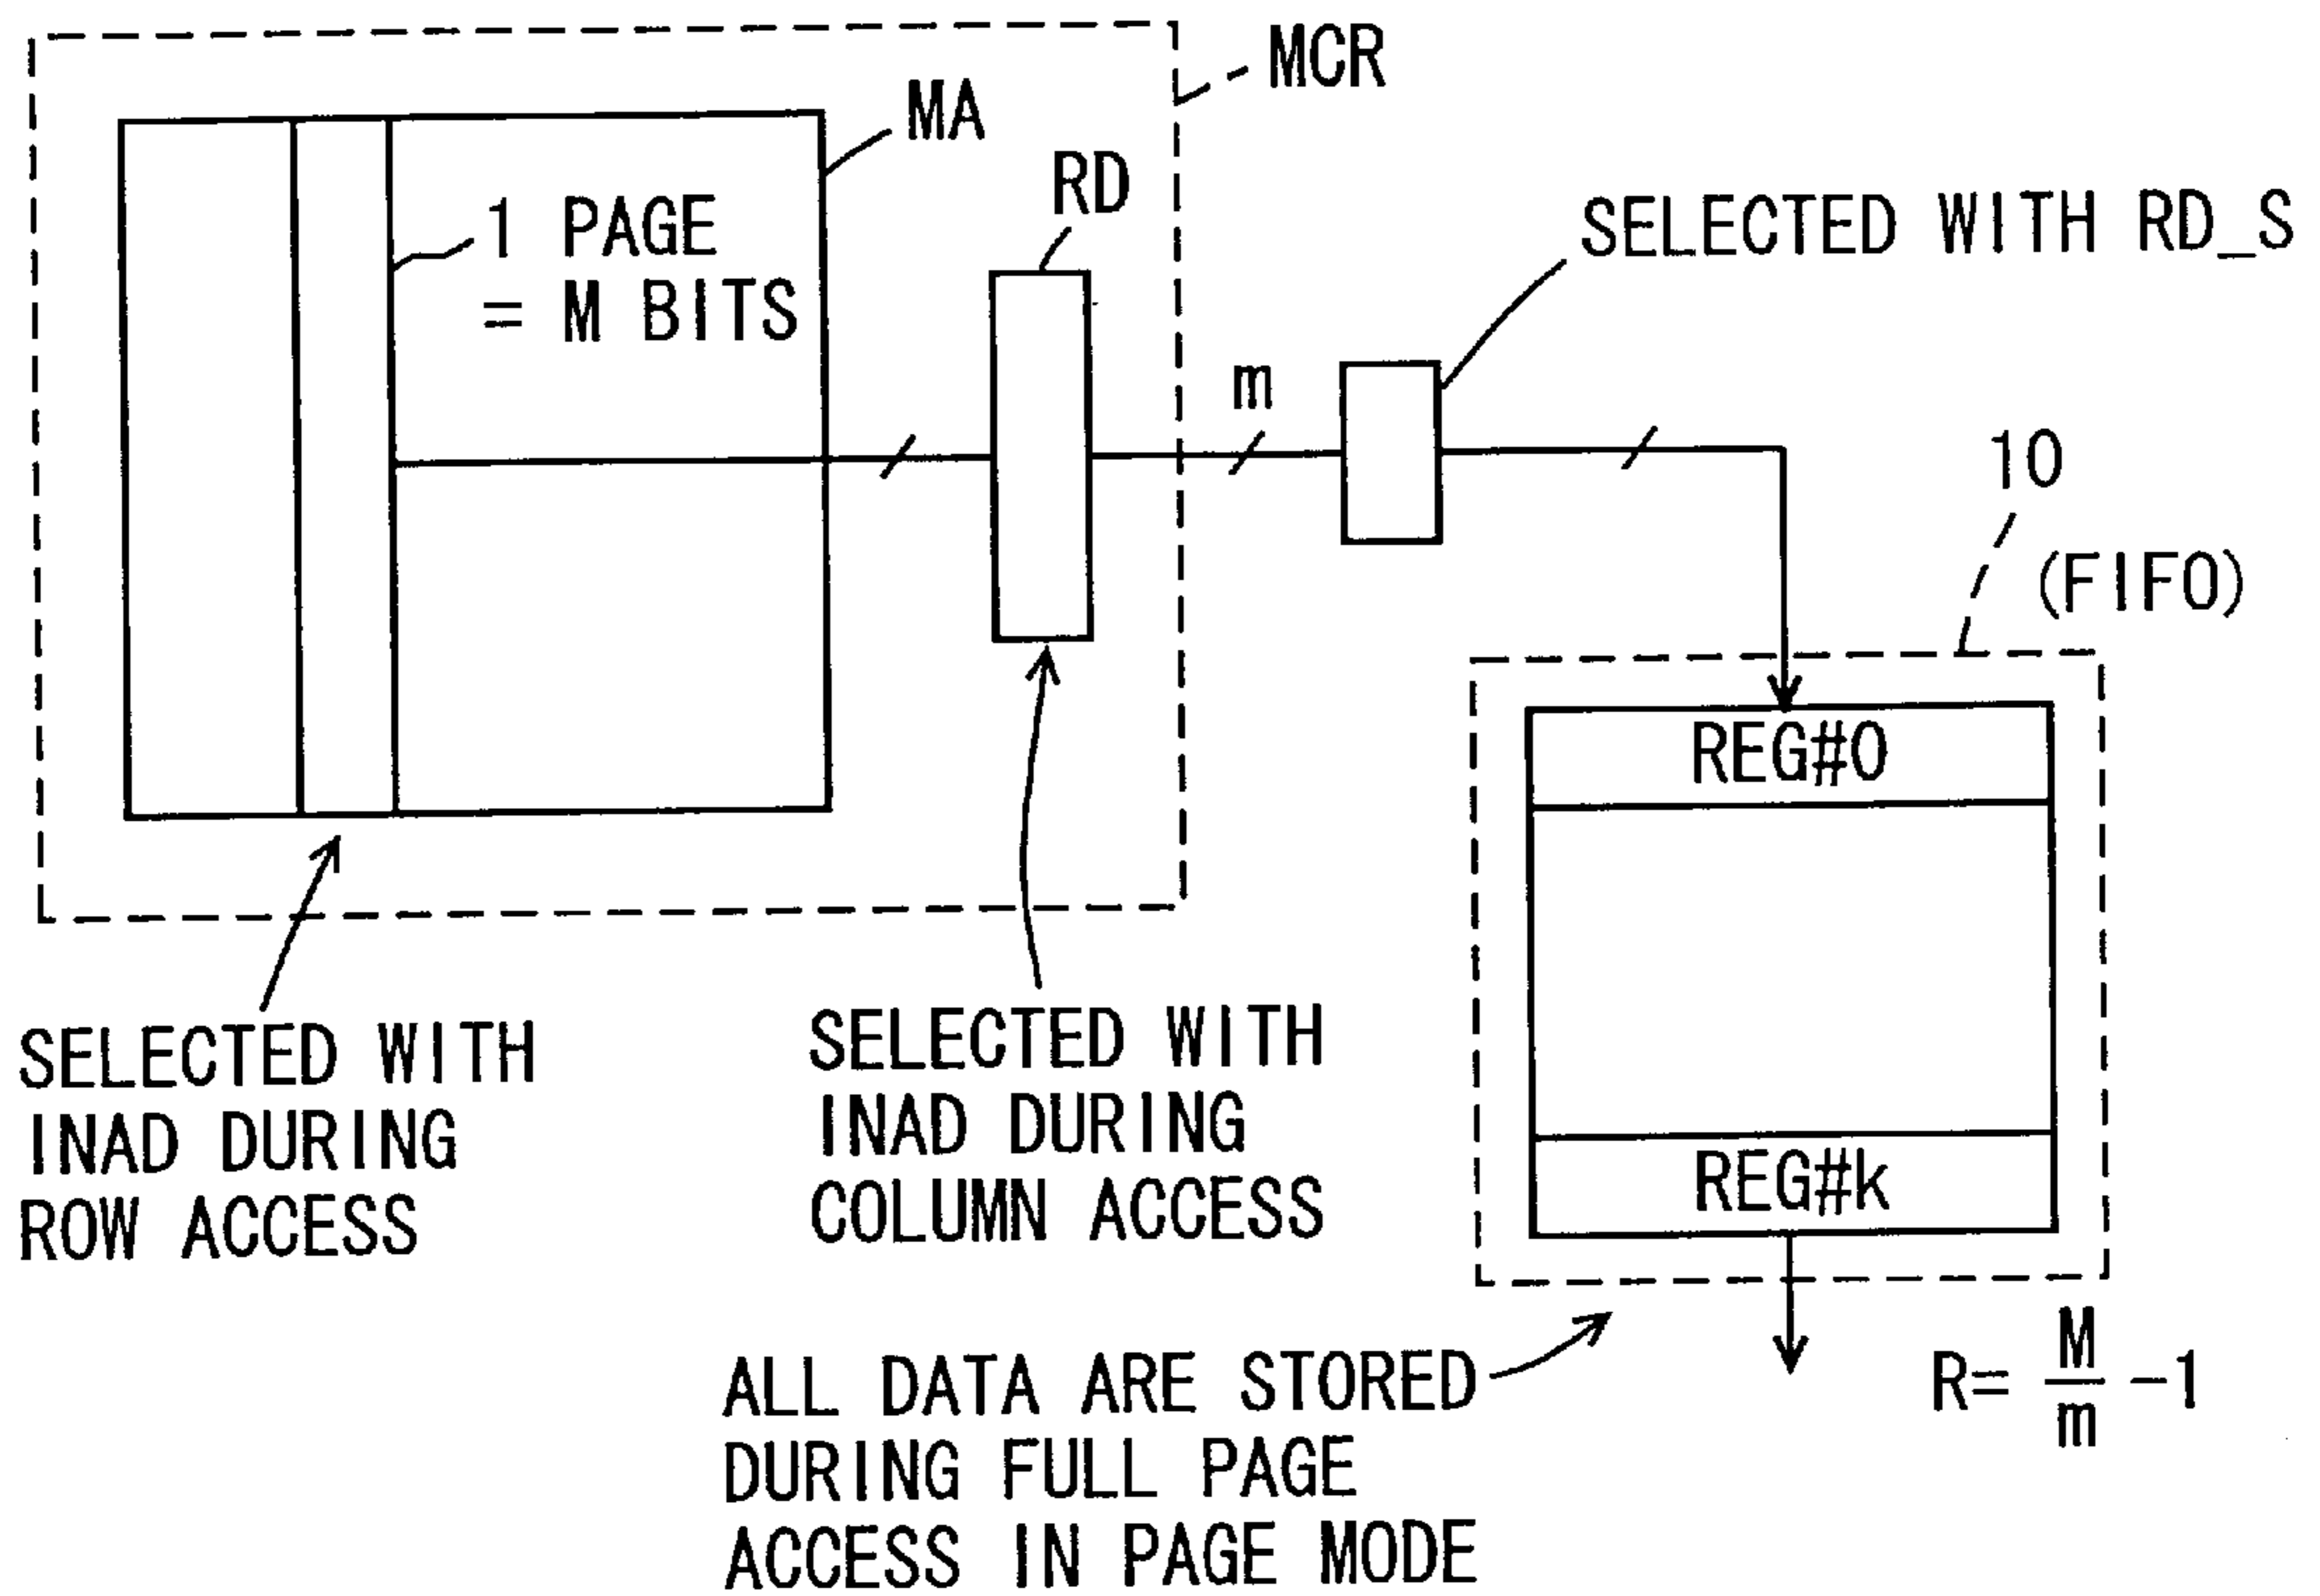 MCR
MA
RD
1 PAGE
= M BITS
SELECTED WITH RD_S
m
10
(FIFO)
REG#0
REG#k
SELECTED WITH
INAD DURING
ROW ACCESS
SELECTED WITH
INAD DURING
COLUMN ACCESS
ALL DATA ARE STORED
DURING FULL PAGE
ACCESS IN PAGE MODE
R= M/m -1